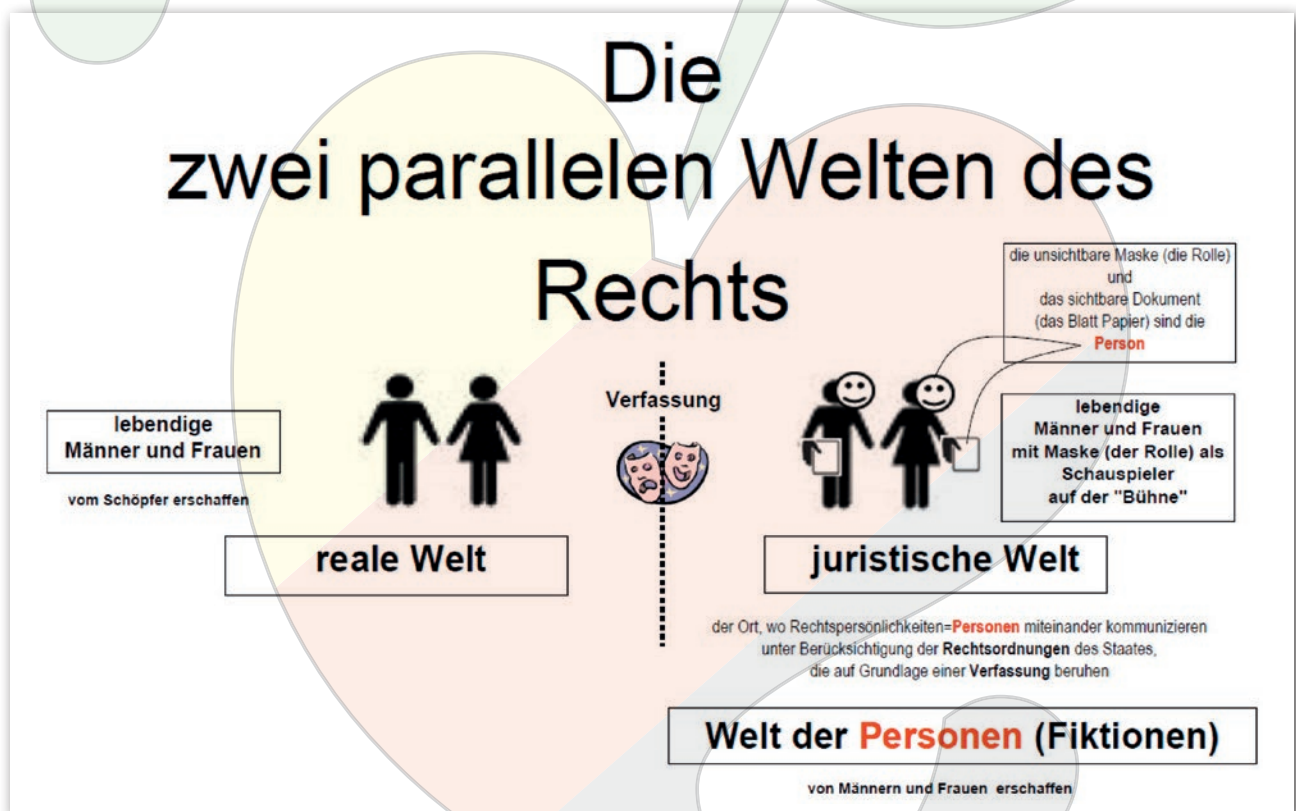 Die
zwei parallelen Welten des
Rechts
die unsichtbare Maske (die Rolle)
und
das sichtbare Dokument
(das Blatt Papier) sind die
Person
Verfassung
lebendige
Männer und Frauen
vom Schöpfer erschaffen
lebendige
Männer und Frauen
mit Maske (der Rolle) als
Schauspieler
auf der "Bühne"
reale Welt
juristische Welt
der Ort, wo Rechtspersönlichkeiten=Personen miteinander kommunizieren
unter Berücksichtigung der Rechtsordnungen des Staates,
die auf Grundlage einer Verfassung beruhen
Welt der Personen (Fiktionen)
von Männern und Frauen erschaffen